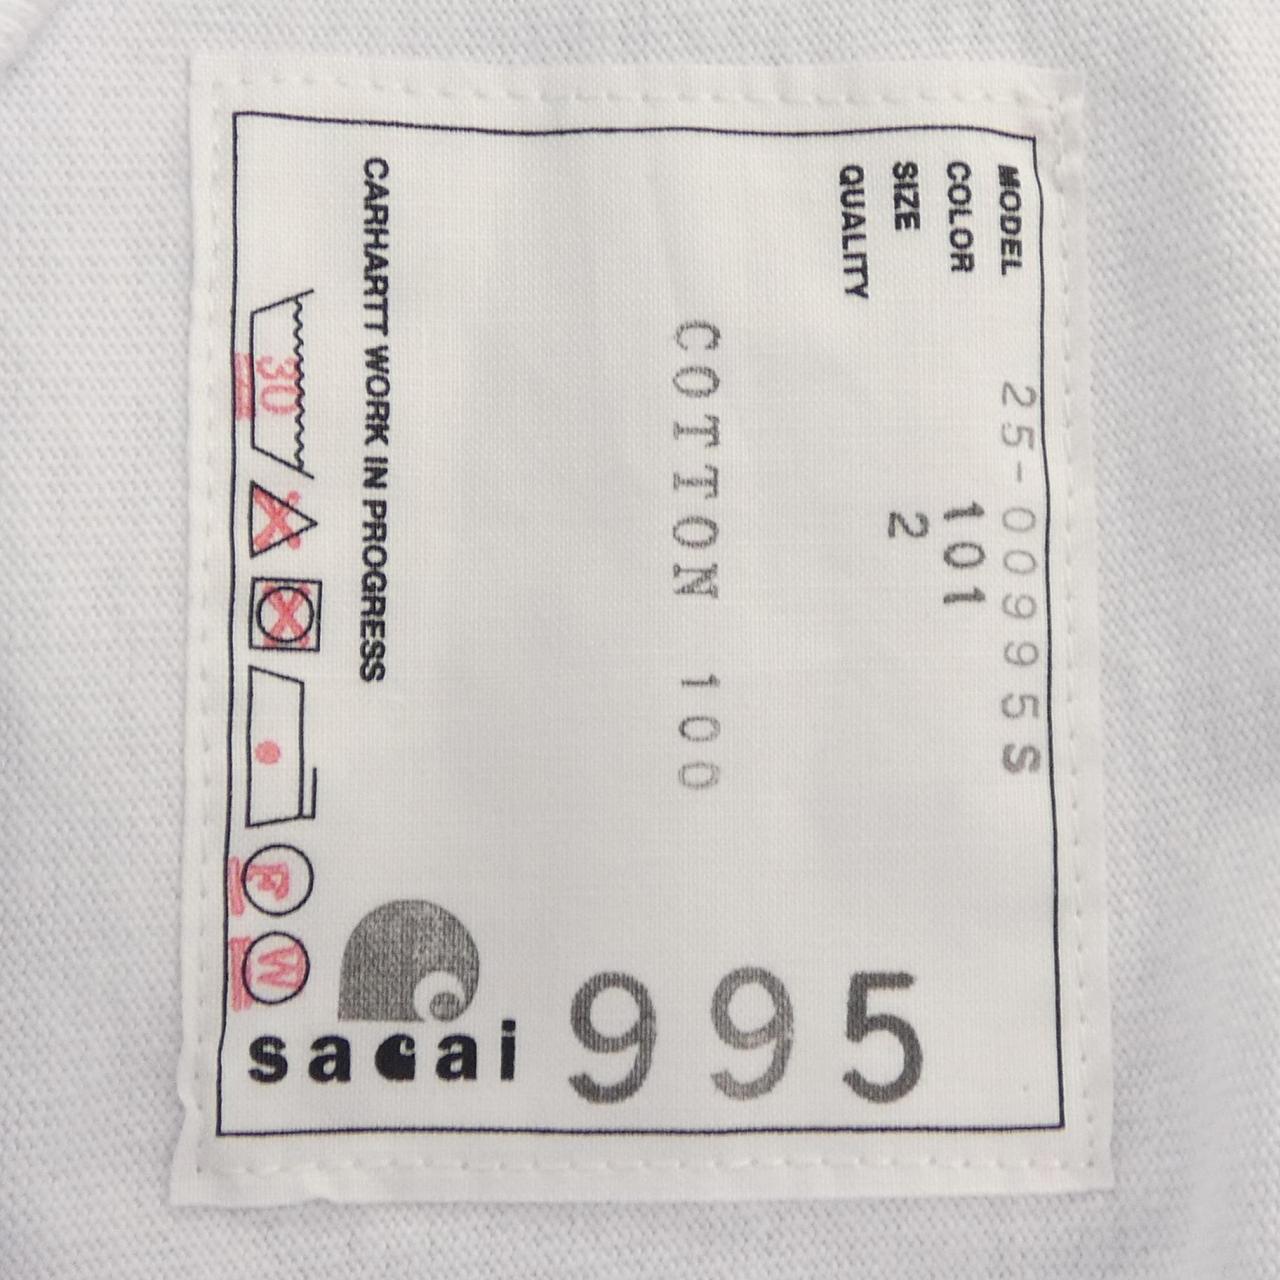 MODEL 25-00995S
COLOR 101
SIZE 2
QUALITY
COTTON 100
CARHARTT WORK IN PROGRESS
30
F
W
sacai
995